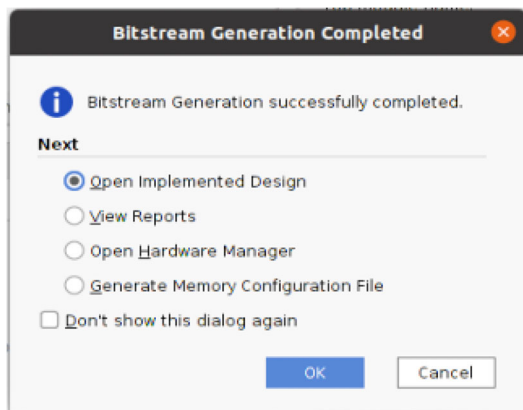 Bitstream Generation Completed
Bitstream Generation successfully completed.
Next
Open Implemented Design
View Reports
Open Hardware Manager
Generate Memory Configuration File
Don't show this dialog again
OK
Cancel